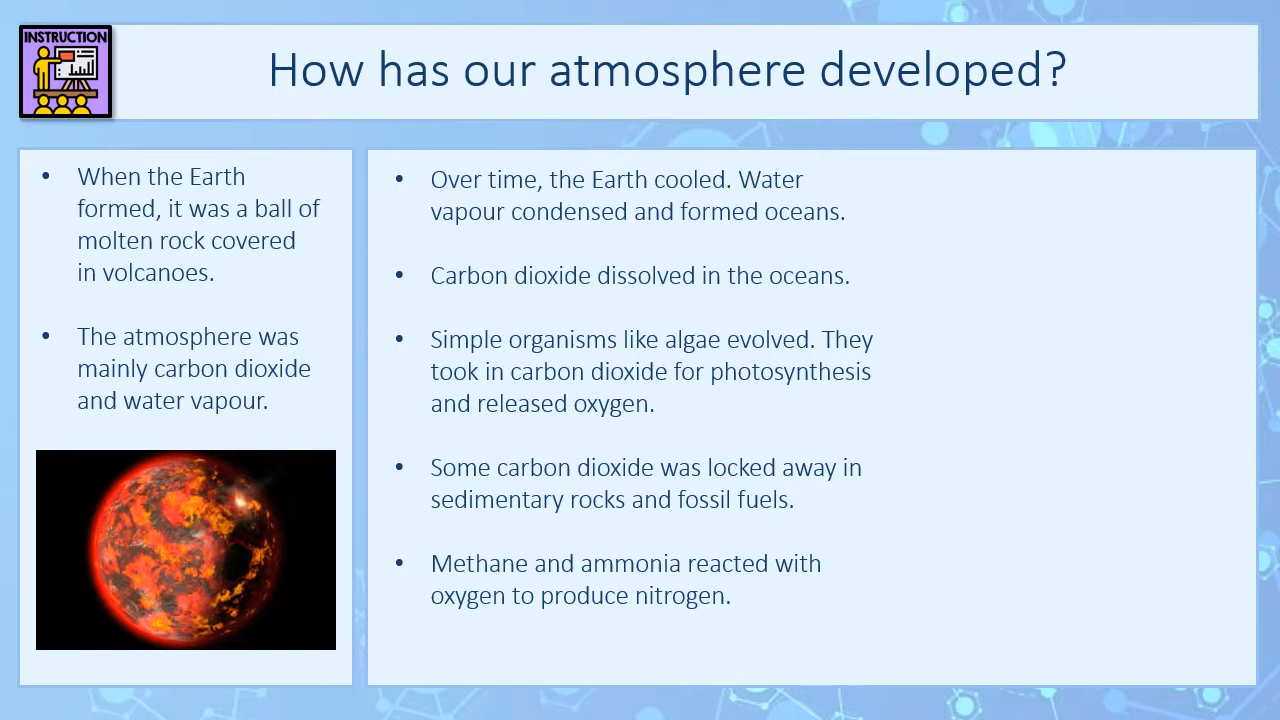 INSTRUCTION
How has our atmosphere developed?
• When the Earth
formed, it was a ball of
molten rock covered
in volcanoes.
• The atmosphere was
mainly carbon dioxide
and water vapour.
• Over time, the Earth cooled. Water
vapour condensed and formed oceans.
• Carbon dioxide dissolved in the oceans.
• Simple organisms like algae evolved. They
took in carbon dioxide for photosynthesis
and released oxygen.
• Some carbon dioxide was locked away in
sedimentary rocks and fossil fuels.
• Methane and ammonia reacted with
oxygen to produce nitrogen.